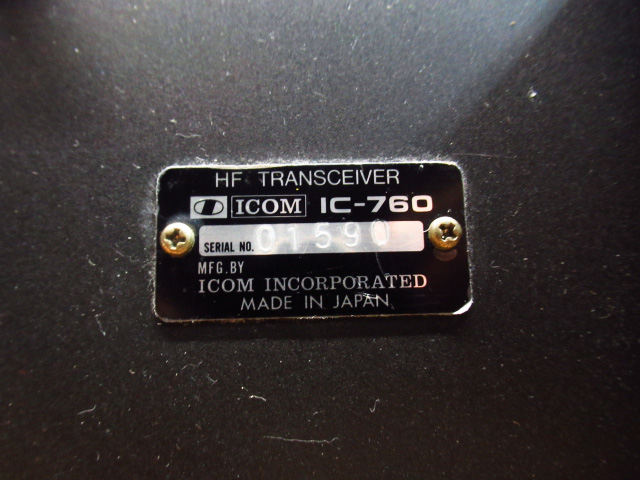 HF TRANSCEIVER
ICOM IC-760
SERIAL NO. 01590
MFG. BY
ICOM INCORPORATED
MADE IN JAPAN